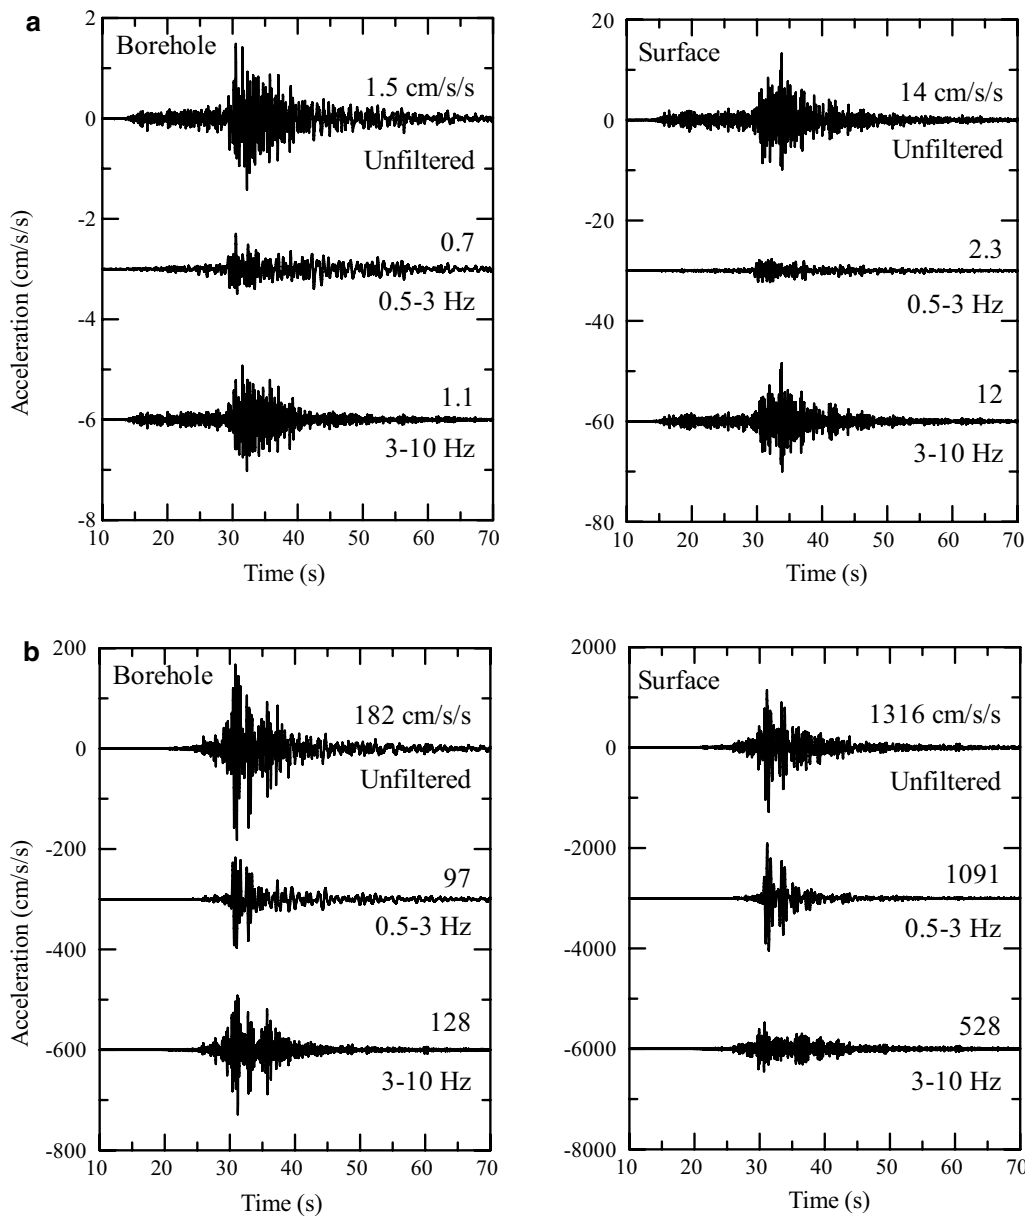 a
Borehole
1.5 cm/s/s
Unfiltered
0.7
0.5-3 Hz
1.1
3-10 Hz
2
0
-2
-4
-6
-8
Acceleration (cm/s/s)
10 20 30 40 50 60 70
Time (s)
Surface
14 cm/s/s
Unfiltered
2.3
0.5-3 Hz
12
3-10 Hz
20
0
-20
-40
-60
-80
10 20 30 40 50 60 70
Time (s)
b
Borehole
182 cm/s/s
Unfiltered
97
0.5-3 Hz
128
3-10 Hz
200
0
-200
-400
-600
-800
Acceleration (cm/s/s)
10 20 30 40 50 60 70
Time (s)
Surface
1316 cm/s/s
Unfiltered
1091
0.5-3 Hz
528
3-10 Hz
2000
0
-2000
-4000
-6000
-8000
10 20 30 40 50 60 70
Time (s)